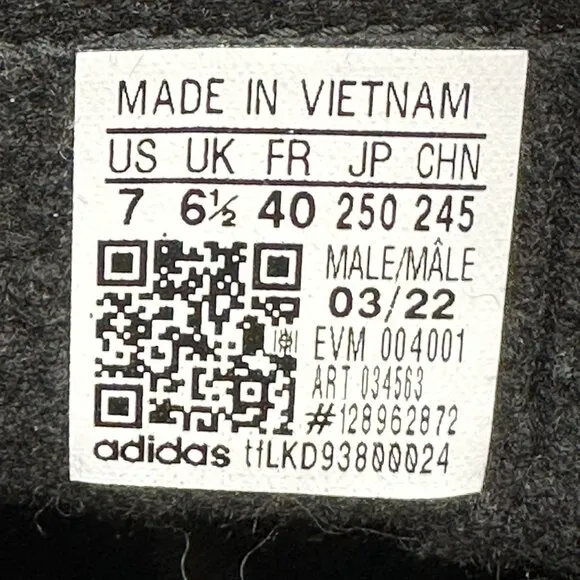 MADE IN VIETNAM
US UK FR JP CHN
7 6½ 40 250 245
MALE/MÂLE
03/22
EVM 004001
ART 034563
#128962872
adidas tfLKD93800024